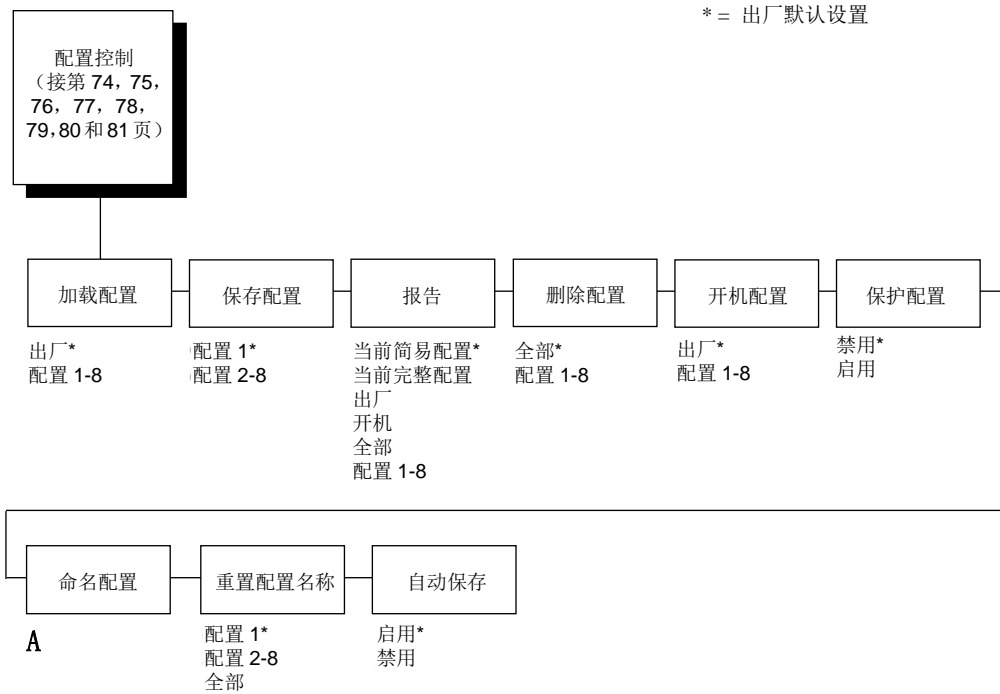 * = 出厂默认设置
配置控制
（接第 74，75，
76，77，78，
79，80 和 81 页）
加载配置
出厂*
配置 1-8
保存配置
配置 1*
配置 2-8
报告
当前简易配置*
当前完整配置
出厂
开机
全部
配置 1-8
删除配置
全部*
配置 1-8
开机配置
出厂*
配置 1-8
保护配置
禁用*
启用
命名配置
A
重置配置名称
配置 1*
配置 2-8
全部
自动保存
启用*
禁用